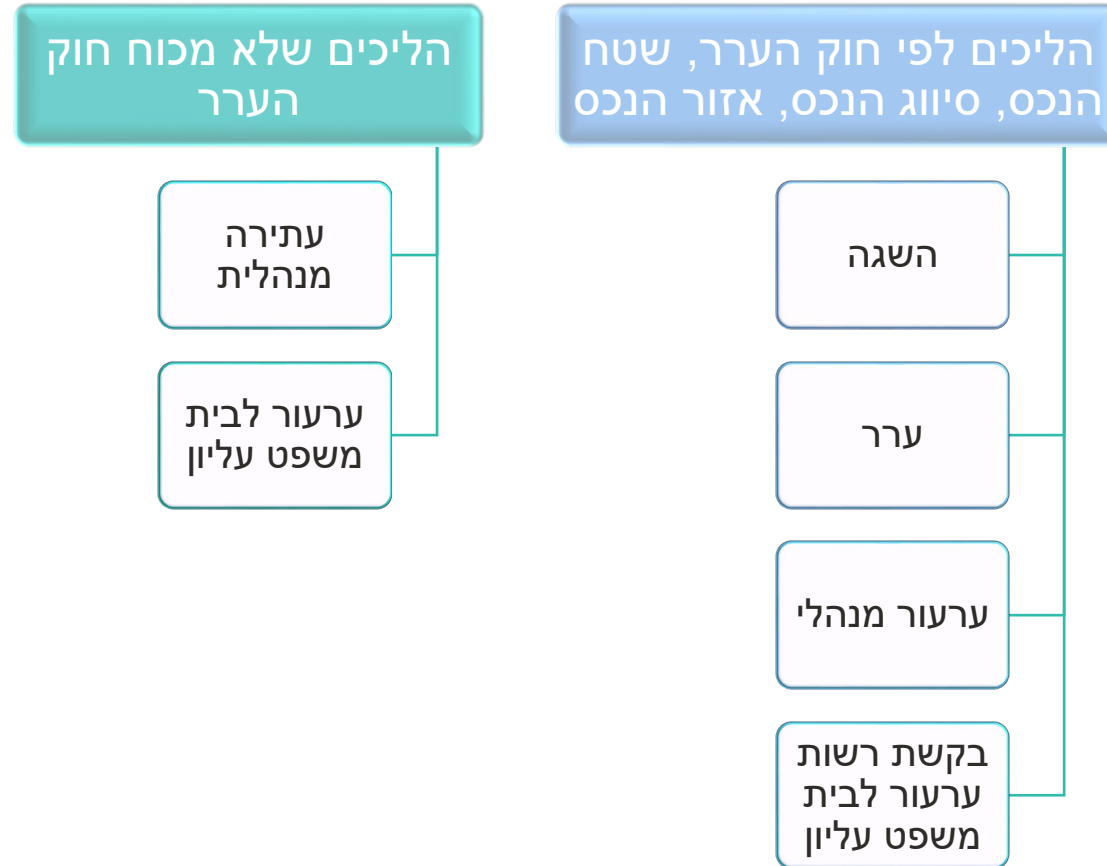 הליכים לפי חוק הערר, שטח
הנכס, סיווג הנכס, אזור הנכס
השגה
ערר
ערעור מנהלי
בקשת רשות
ערעור לבית
משפט עליון
הליכים שלא מכוח חוק
הערר
עתירה
מנהלית
ערעור לבית
משפט עליון